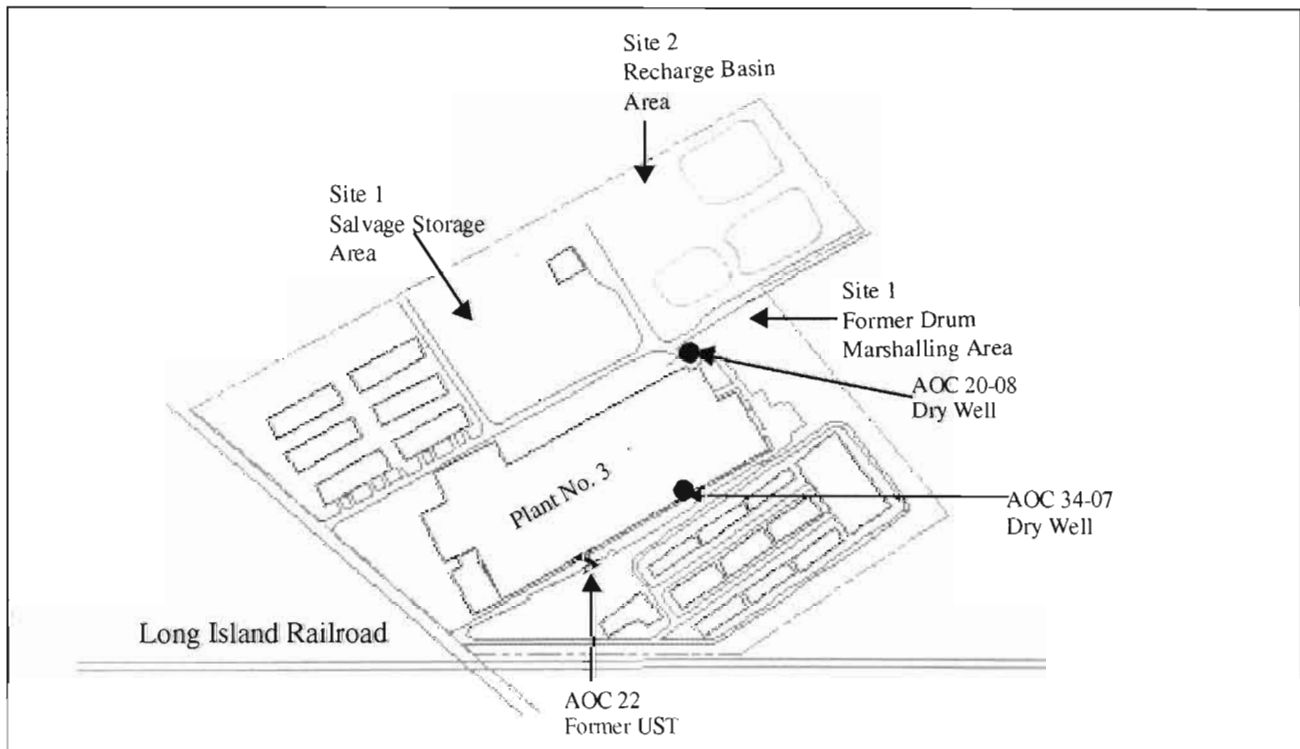 Site 2
Recharge Basin
Area
Site 1
Salvage Storage
Area
Site 1
Former Drum
Marshalling Area
AOC 20-08
Dry Well
Plant No. 3
AOC 34-07
Dry Well
Long Island Railroad
AOC 22
Former UST